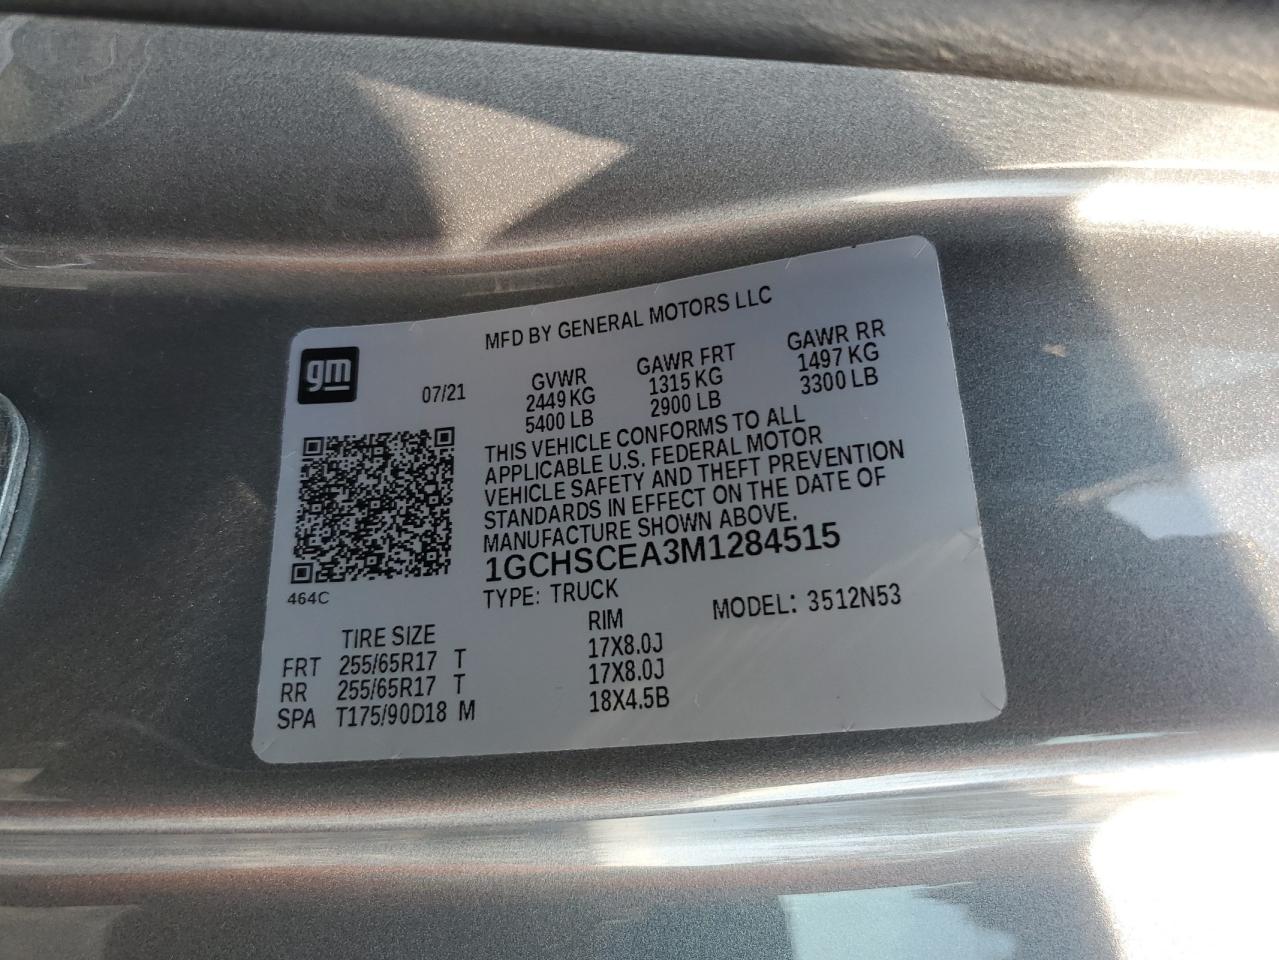 MFD BY GENERAL MOTORS LLC
gm
07/21
GVWR
2449 KG
5400 LB
GAWR FRT
1315 KG
2900 LB
GAWR RR
1497 KG
3300 LB
THIS VEHICLE CONFORMS TO ALL
APPLICABLE U.S. FEDERAL MOTOR
VEHICLE SAFETY AND THEFT PREVENTION
STANDARDS IN EFFECT ON THE DATE OF
MANUFACTURE SHOWN ABOVE.
1GCHSCEA3M1284515
464C
TYPE: TRUCK
MODEL: 3512N53
TIRE SIZE RIM
FRT 255/65R17 T 17X8.0J
RR 255/65R17 T 17X8.0J
SPA T175/90D18 M 18X4.5B